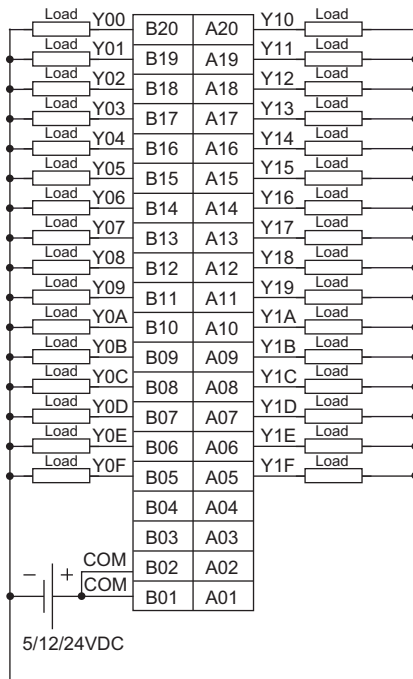 Load Y00 B20 A20 Y10 Load
Load Y01 B19 A19 Y11 Load
Load Y02 B18 A18 Y12 Load
Load Y03 B17 A17 Y13 Load
Load Y04 B16 A16 Y14 Load
Load Y05 B15 A15 Y15 Load
Load Y06 B14 A14 Y16 Load
Load Y07 B13 A13 Y17 Load
Load Y08 B12 A12 Y18 Load
Load Y09 B11 A11 Y19 Load
Load Y0A B10 A10 Y1A Load
Load Y0B B09 A09 Y1B Load
Load Y0C B08 A08 Y1C Load
Load Y0D B07 A07 Y1D Load
Load Y0E B06 A06 Y1E Load
Load Y0F B05 A05 Y1F Load
B04 A04
B03 A03
COM B02 A02
− + COM B01 A01
5/12/24VDC